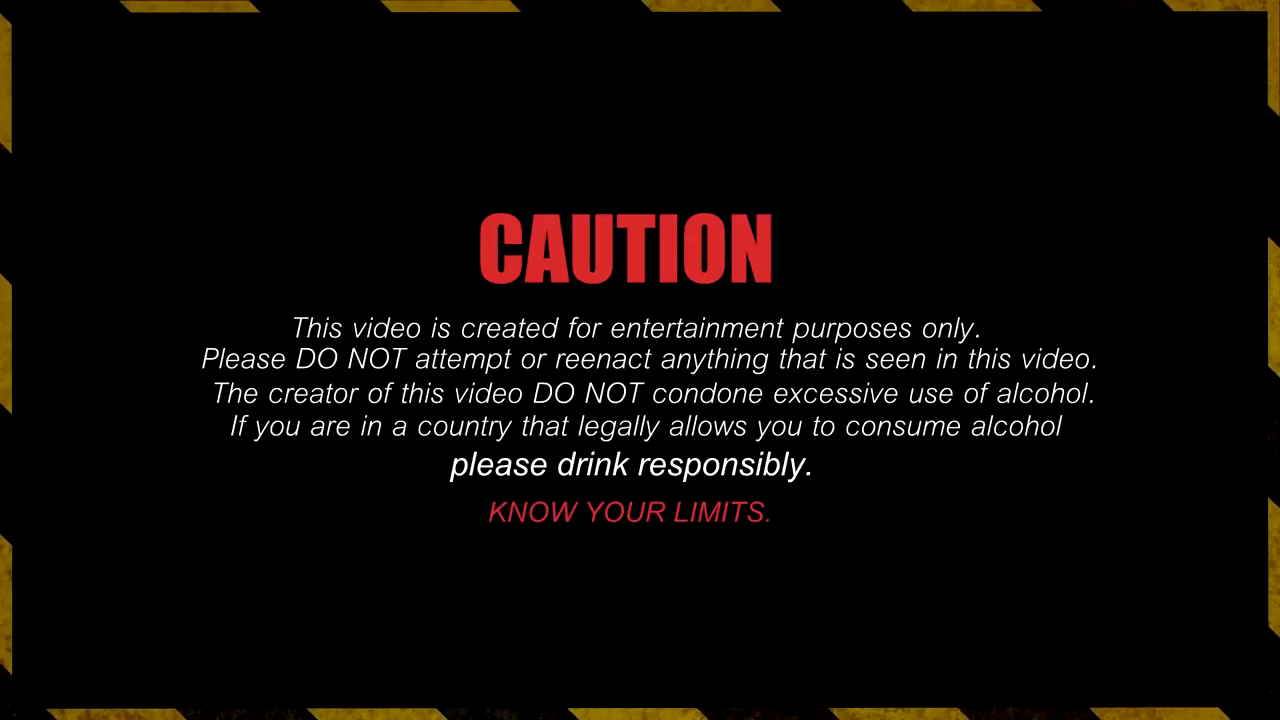 CAUTION
This video is created for entertainment purposes only.
Please DO NOT attempt or reenact anything that is seen in this video.
The creator of this video DO NOT condone excessive use of alcohol.
If you are in a country that legally allows you to consume alcohol
please drink responsibly.
KNOW YOUR LIMITS.